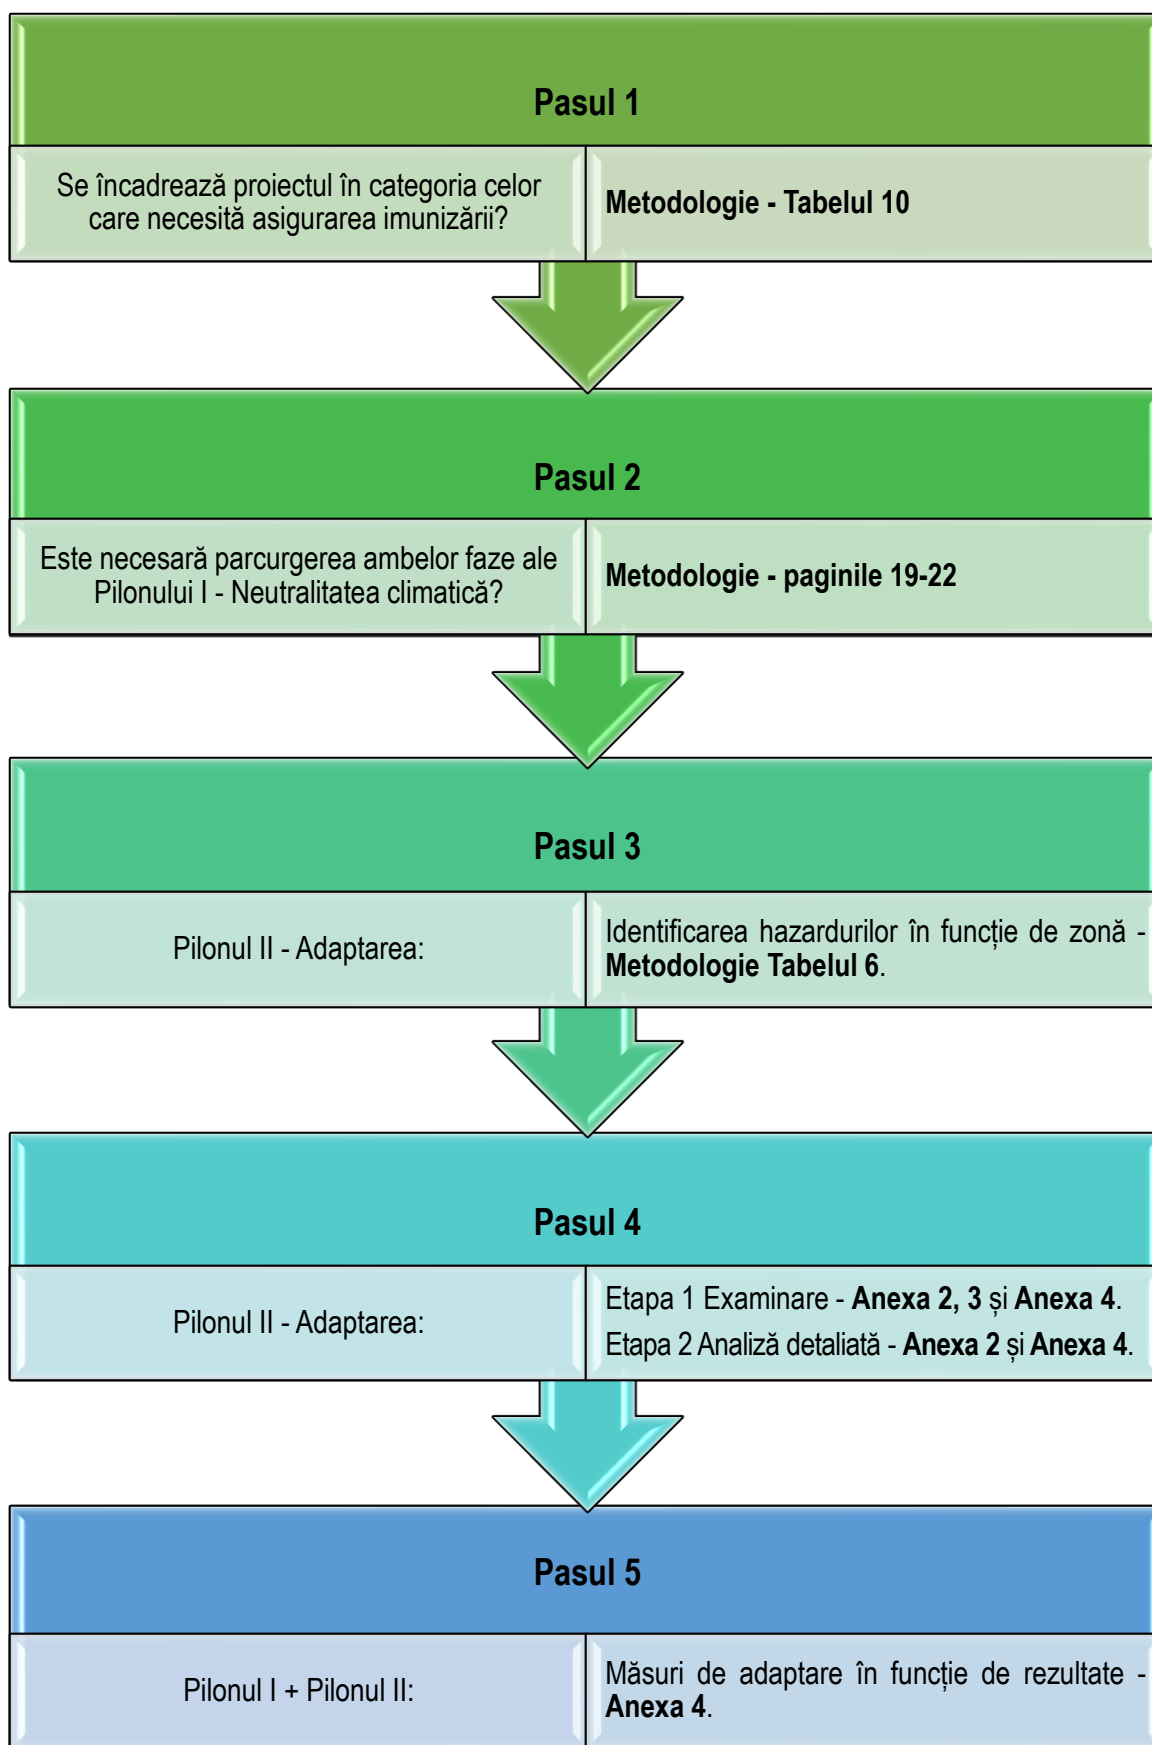 Pasul 1
Se încadrează proiectul în categoria celor
care necesită asigurarea imunizării?
Metodologie - Tabelul 10
Pasul 2
Este necesară parcurgerea ambelor faze ale
Pilonului I - Neutralitatea climatică?
Metodologie - paginile 19-22
Pasul 3
Pilonul II - Adaptarea:
Identificarea hazardurilor în funcție de zonă -
Metodologie Tabelul 6.
Pasul 4
Pilonul II - Adaptarea:
Etapa 1 Examinare - Anexa 2, 3 și Anexa 4.
Etapa 2 Analiză detaliată - Anexa 2 și Anexa 4.
Pasul 5
Pilonul I + Pilonul II:
Măsuri de adaptare în funcție de rezultate -
Anexa 4.